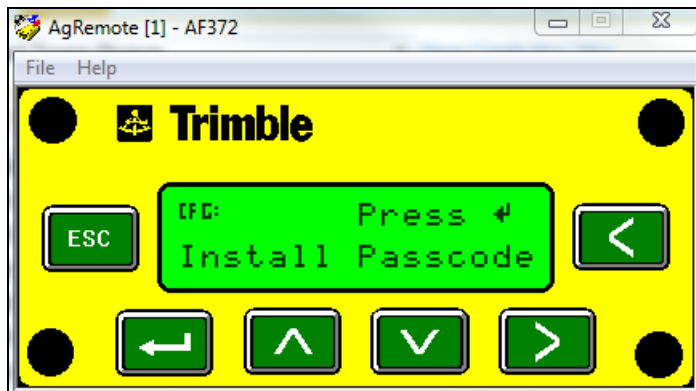 AgRemote [1] - AF372
File Help
Trimble
ESC
CFG: Press ↲
Install Passcode